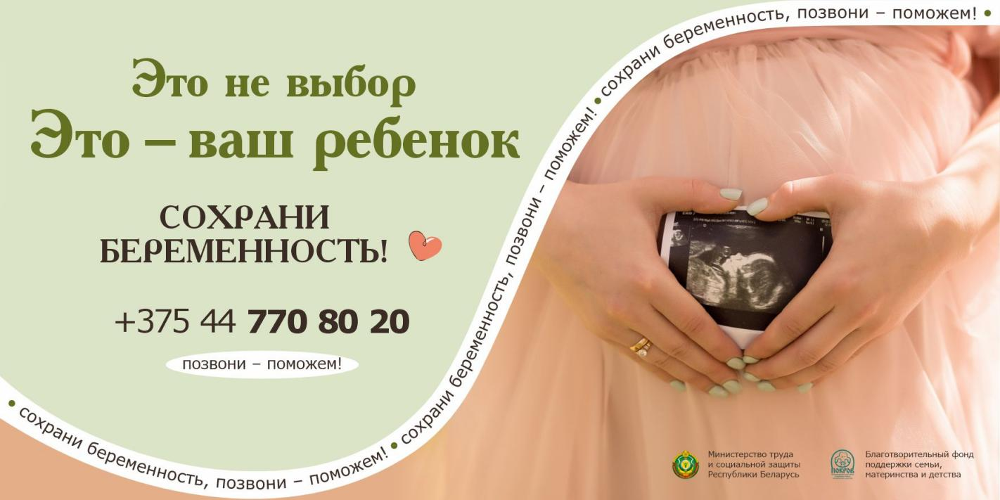 Это не выбор
Это – ваш ребенок
СОХРАНИ
БЕРЕМЕННОСТЬ!
+375 44 770 80 20
позвони – поможем!
• сохрани беременность, позвони – поможем! • сохрани беременность, позвони – поможем! • сохрани беременность, позвони – поможем! •
Министерство труда
и социальной защиты
Республики Беларусь
ПОКРОВ
Благотворительный фонд
поддержки семьи,
материнства и детства